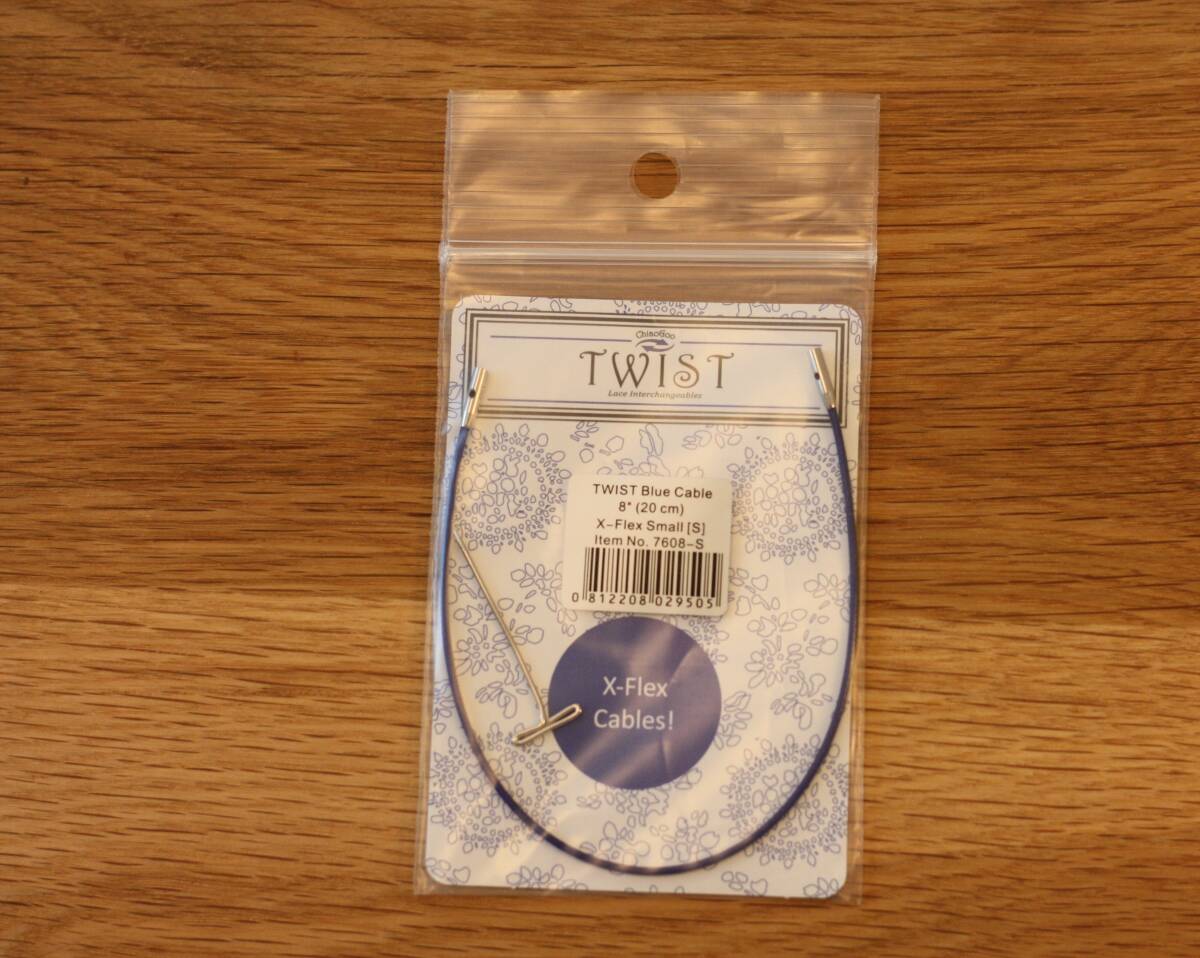 ChiaoGoo
TWIST
Lace Interchangeables
TWIST Blue Cable
8" (20 cm)
X-Flex Small [S]
Item No. 7608-S
0 812208 029505
X-Flex
Cables!